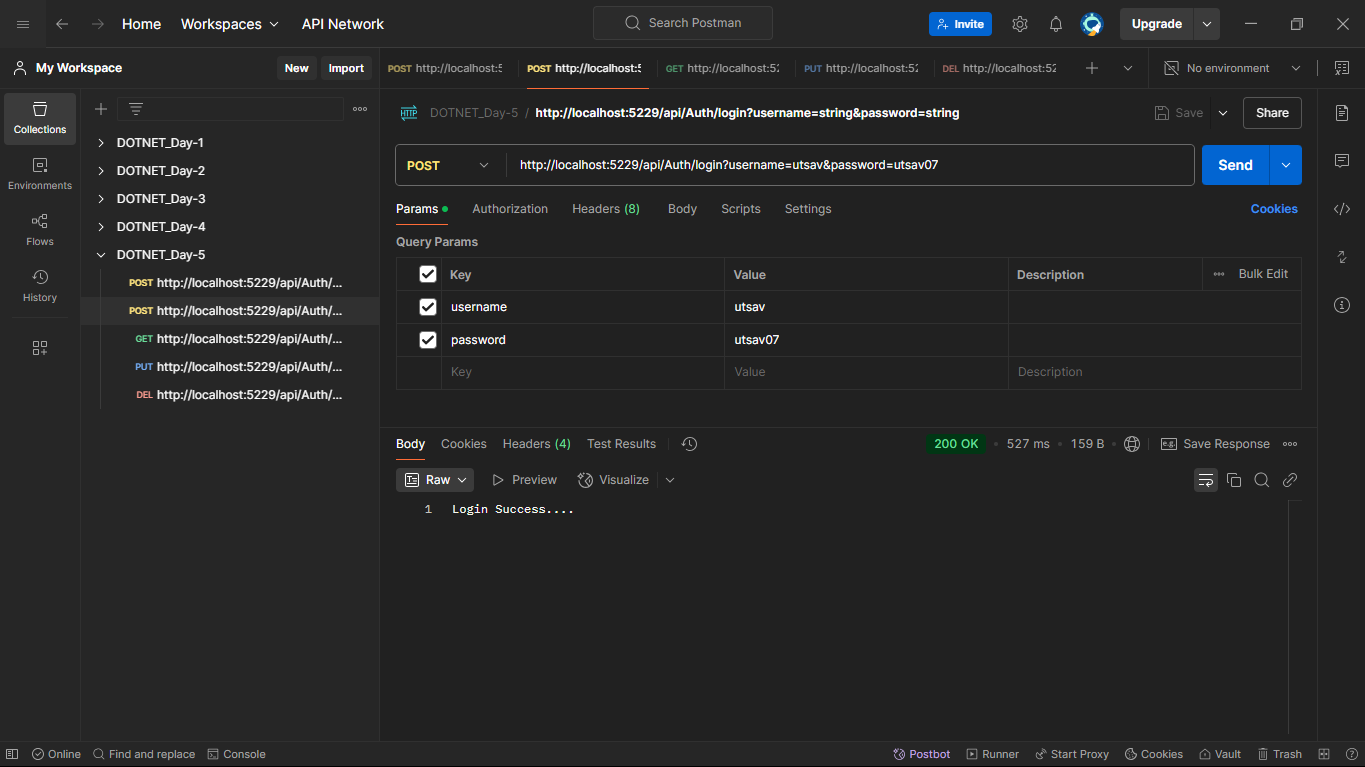 Home Workspaces API Network Search Postman Invite Upgrade
My Workspace New Import
POST http://localhost:5 POST http://localhost:5 GET http://localhost:52 PUT http://localhost:52 DEL http://localhost:52 No environment
Collections
Environments
Flows
History
DOTNET_Day-1
DOTNET_Day-2
DOTNET_Day-3
DOTNET_Day-4
DOTNET_Day-5
POST http://localhost:5229/api/Auth/...
POST http://localhost:5229/api/Auth/...
GET http://localhost:5229/api/Auth/...
PUT http://localhost:5229/api/Auth/...
DEL http://localhost:5229/api/Auth/...
HTTP DOTNET_Day-5 / http://localhost:5229/api/Auth/login?username=string&password=string Save Share
POST http://localhost:5229/api/Auth/login?username=utsav&password=utsav07 Send
Params Authorization Headers (8) Body Scripts Settings Cookies
Query Params
Key Value Description Bulk Edit
username utsav
password utsav07
Key Value Description
Body Cookies Headers (4) Test Results 200 OK 527 ms 159 B e.g. Save Response
Raw Preview Visualize
1 Login Success....
Online Find and replace Console Postbot Runner Start Proxy Cookies Vault Trash